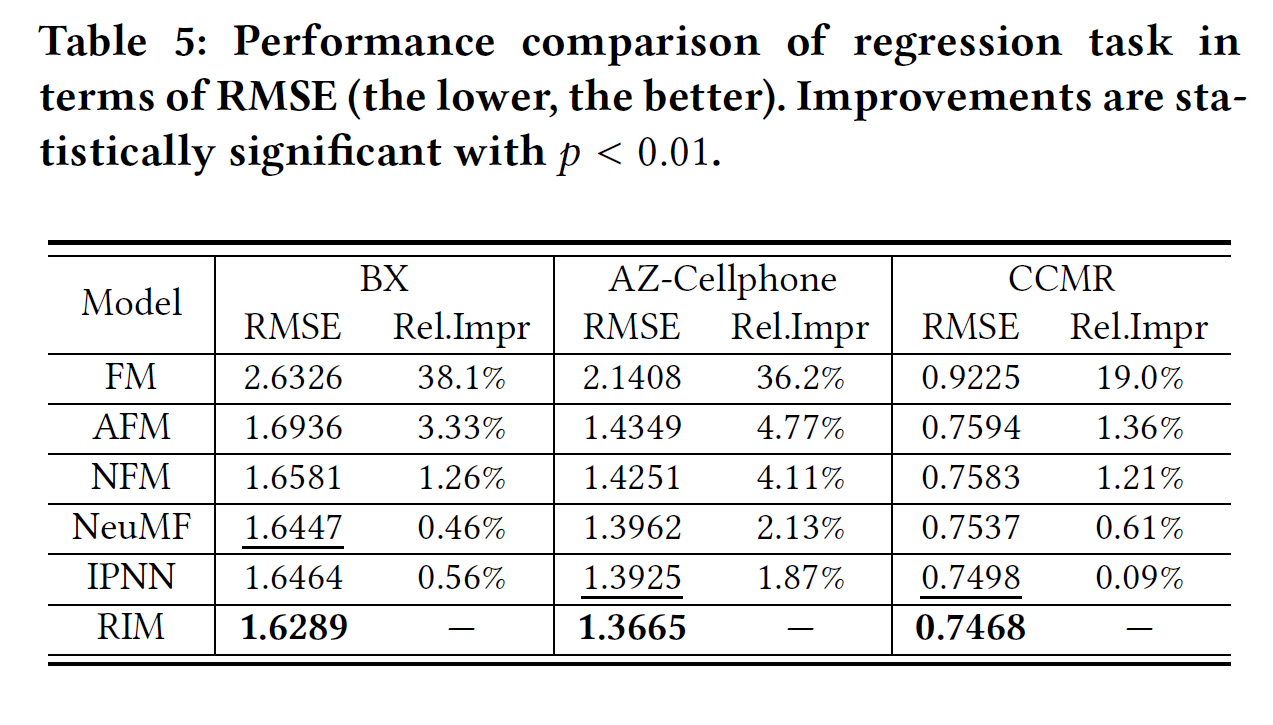 Table 5: Performance comparison of regression task in
terms of RMSE (the lower, the better). Improvements are sta-
tistically significant with p < 0.01.
Model BX AZ-Cellphone CCMR
RMSE Rel.Impr RMSE Rel.Impr RMSE Rel.Impr
FM 2.6326 38.1% 2.1408 36.2% 0.9225 19.0%
AFM 1.6936 3.33% 1.4349 4.77% 0.7594 1.36%
NFM 1.6581 1.26% 1.4251 4.11% 0.7583 1.21%
NeuMF 1.6447 0.46% 1.3962 2.13% 0.7537 0.61%
IPNN 1.6464 0.56% 1.3925 1.87% 0.7498 0.09%
RIM 1.6289 — 1.3665 — 0.7468 —